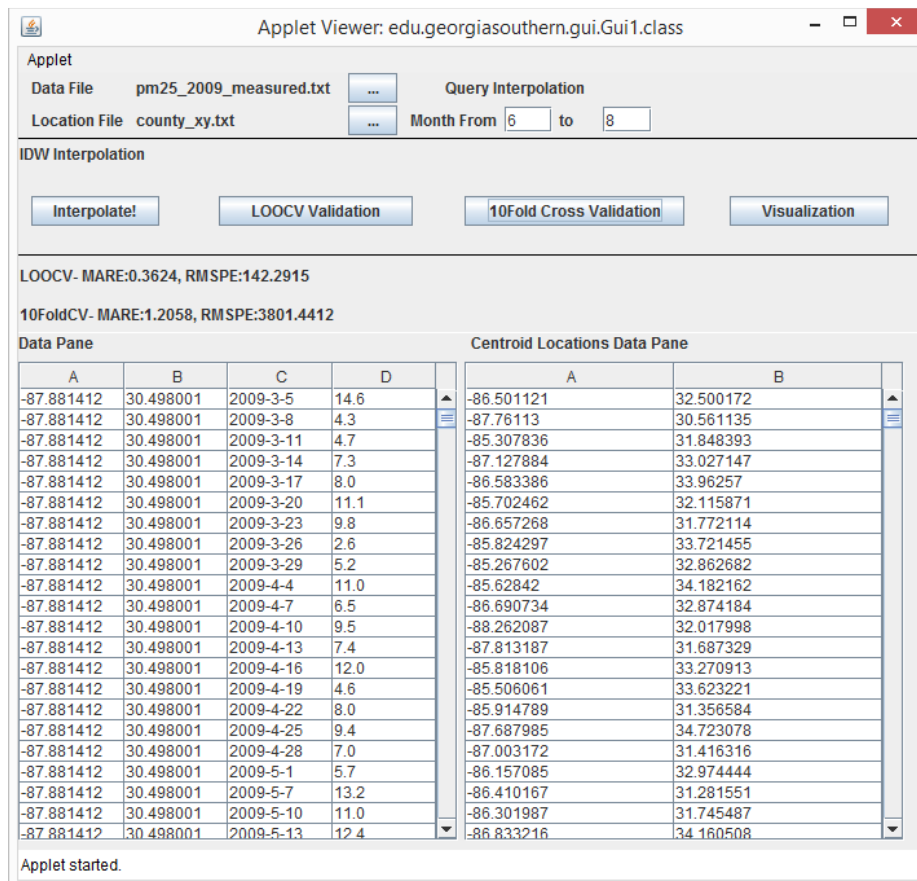 Applet Viewer: edu.georgiasouthern.gui.Gui1.class
Applet
Data File pm25_2009_measured.txt ... Query Interpolation
Location File county_xy.txt ... Month From 6 to 8
IDW Interpolation
Interpolate! LOOCV Validation 10Fold Cross Validation Visualization
LOOCV- MARE:0.3624, RMSPE:142.2915
10FoldCV- MARE:1.2058, RMSPE:3801.4412
Data Pane Centroid Locations Data Pane
A B C D A B
-87.881412 30.498001 2009-3-5 14.6 -86.501121 32.500172
-87.881412 30.498001 2009-3-8 4.3 -87.76113 30.561135
-87.881412 30.498001 2009-3-11 4.7 -85.307836 31.848393
-87.881412 30.498001 2009-3-14 7.3 -87.127884 33.027147
-87.881412 30.498001 2009-3-17 8.0 -86.583386 33.96257
-87.881412 30.498001 2009-3-20 11.1 -85.702462 32.115871
-87.881412 30.498001 2009-3-23 9.8 -86.657268 31.772114
-87.881412 30.498001 2009-3-26 2.6 -85.824297 33.721455
-87.881412 30.498001 2009-3-29 5.2 -85.267602 32.862682
-87.881412 30.498001 2009-4-4 11.0 -85.62842 34.182162
-87.881412 30.498001 2009-4-7 6.5 -86.690734 32.874184
-87.881412 30.498001 2009-4-10 9.5 -88.262087 32.017998
-87.881412 30.498001 2009-4-13 7.4 -87.813187 31.687329
-87.881412 30.498001 2009-4-16 12.0 -85.818106 33.270913
-87.881412 30.498001 2009-4-19 4.6 -85.506061 33.623221
-87.881412 30.498001 2009-4-22 8.0 -85.914789 31.356584
-87.881412 30.498001 2009-4-25 9.4 -87.687985 34.723078
-87.881412 30.498001 2009-4-28 7.0 -87.003172 31.416316
-87.881412 30.498001 2009-5-1 5.7 -86.157085 32.974444
-87.881412 30.498001 2009-5-7 13.2 -86.410167 31.281551
-87.881412 30.498001 2009-5-10 11.0 -86.301987 31.745487
-87.881412 30.498001 2009-5-13 12.4 -86.833216 34.160508
Applet started.